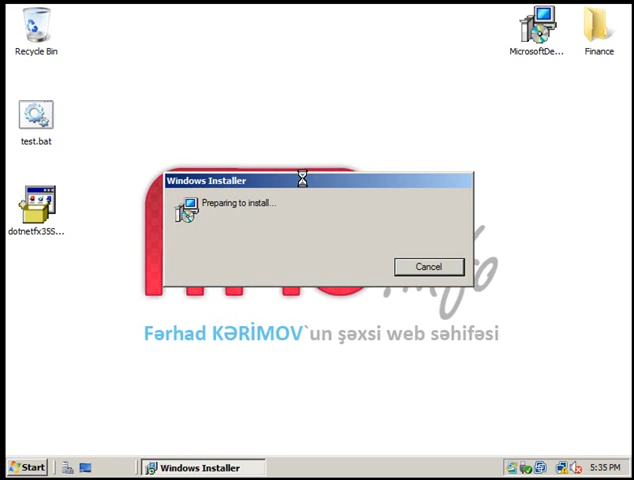 Recycle Bin
MicrosoftDe...
Finance
test.bat
dotnetfx35S...
Windows Installer
Preparing to install...
Cancel
Fərhad KƏRİMOV`un şəxsi web səhifəsi
Start
Windows Installer
5:35 PM